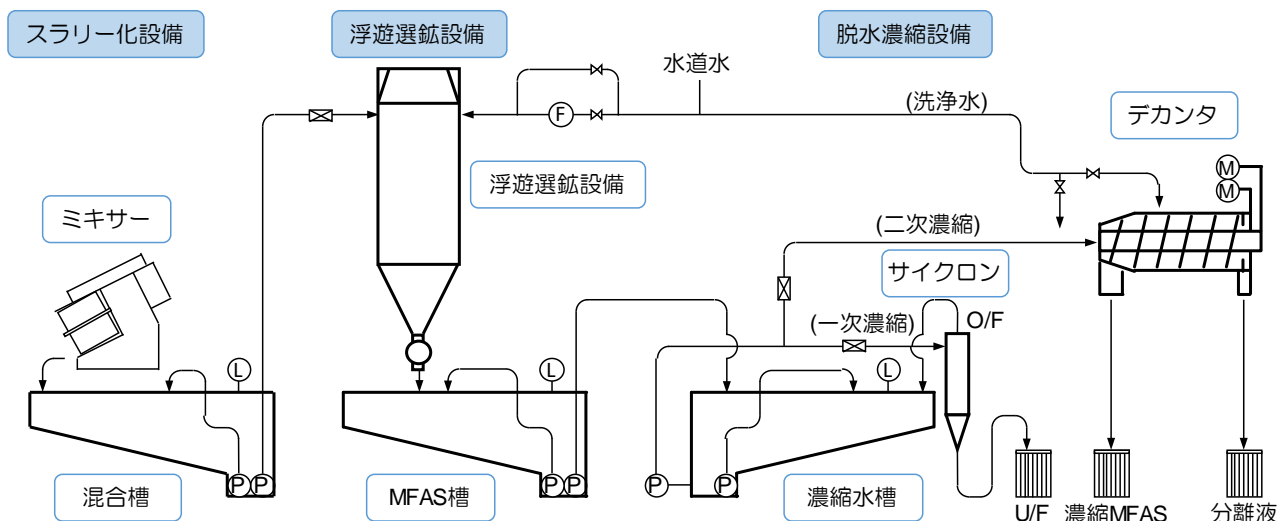 スラリー化設備
浮遊選鉱設備
脱水濃縮設備
水道水
(洗浄水)
デカンタ
F
M
M
浮遊選鉱設備
ミキサー
(二次濃縮)
サイクロン
(一次濃縮)
O/F
L
L
L
P
P
P
P
P
P
混合槽
MFAS槽
濃縮水槽
U/F
濃縮MFAS
分離液